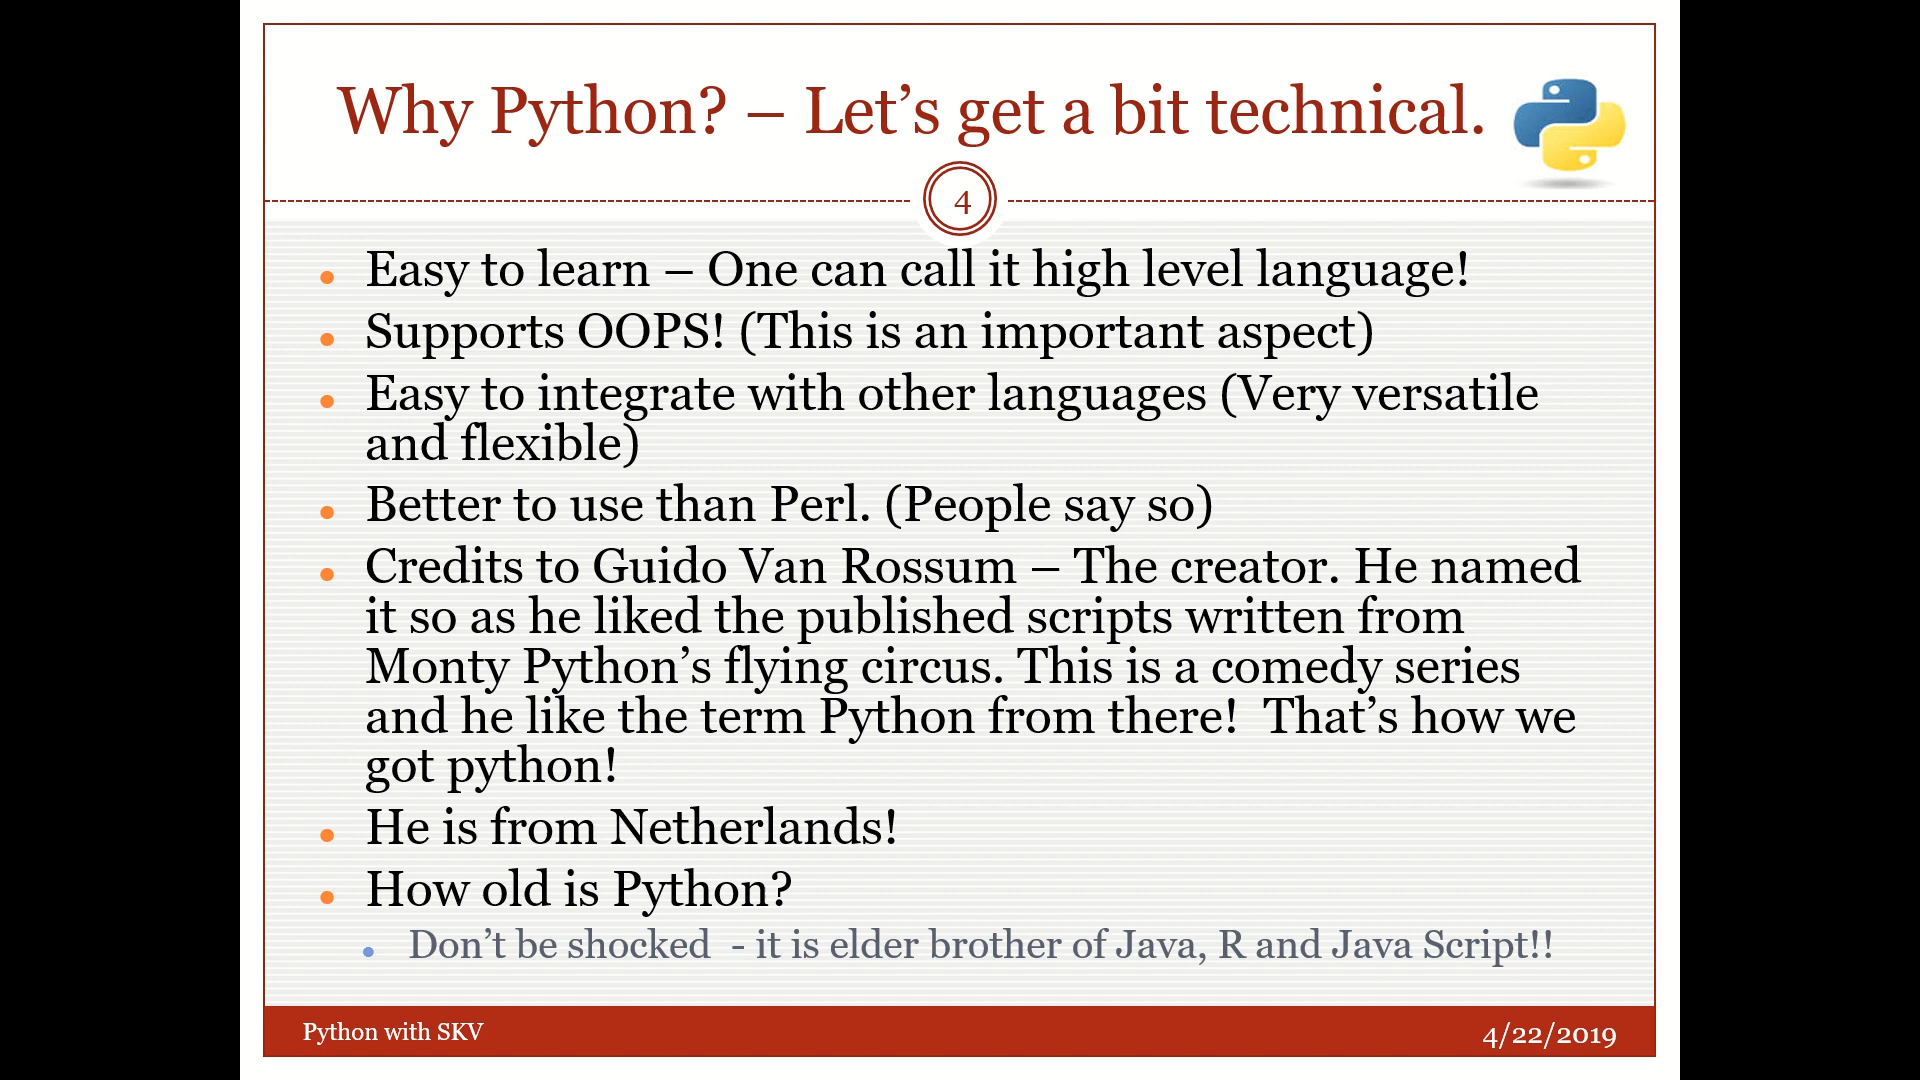 Why Python? – Let's get a bit technical.
4
• Easy to learn – One can call it high level language!
• Supports OOPS! (This is an important aspect)
• Easy to integrate with other languages (Very versatile
and flexible)
• Better to use than Perl. (People say so)
• Credits to Guido Van Rossum – The creator. He named
it so as he liked the published scripts written from
Monty Python’s flying circus. This is a comedy series
and he like the term Python from there!  That’s how we
got python!
• He is from Netherlands!
• How old is Python?
• Don’t be shocked  - it is elder brother of Java, R and Java Script!!
Python with SKV
4/22/2019